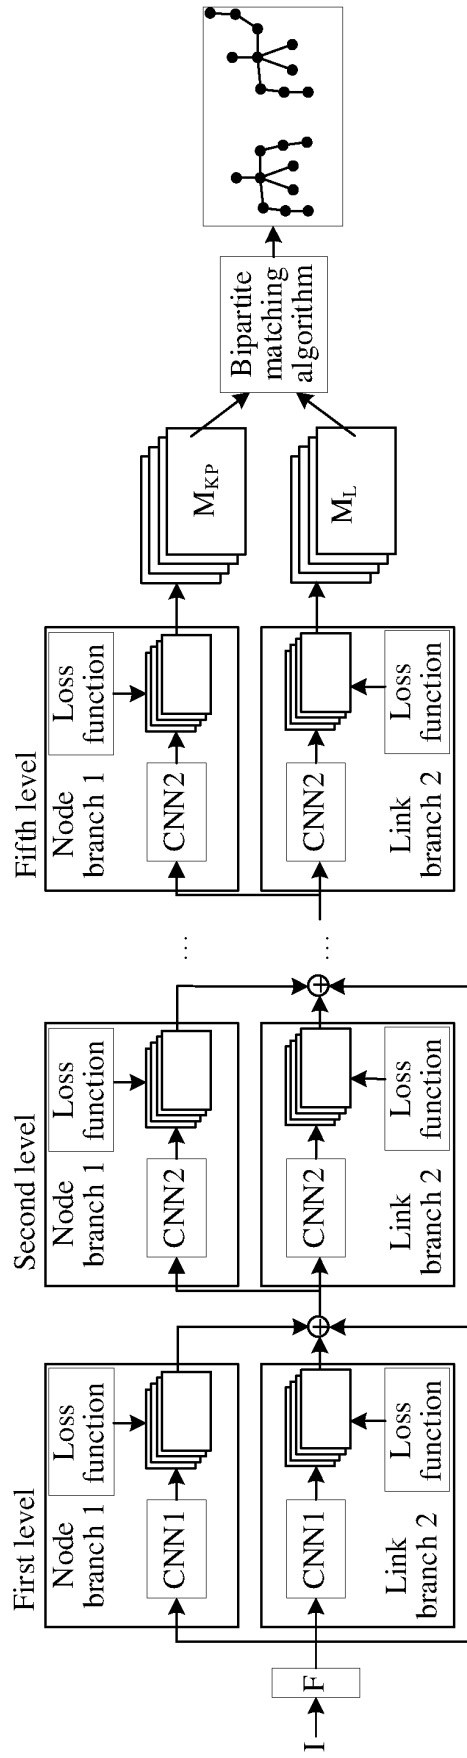 I
F
First level
Node
branch 1
Loss
function
CNN1
CNN1
Link
branch 2
Loss
function
Second level
Node
branch 1
Loss
function
CNN2
CNN2
Link
branch 2
Loss
function
...
...
Fifth level
Node
branch 1
Loss
function
CNN2
CNN2
Link
branch 2
Loss
function
M_KP
M_L
Bipartite
matching
algorithm